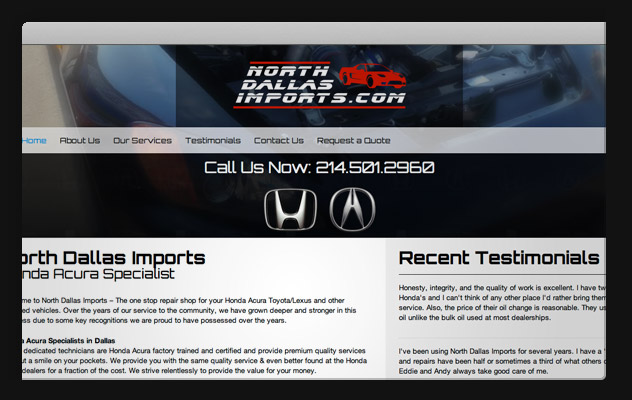 NORTH
DALLAS
IMPORTS.COM
Home About Us Our Services Testimonials Contact Us Request a Quote
Call Us Now: 214.501.2960
orth Dallas Imports
nda Acura Specialist
me to North Dallas Imports – The one stop repair shop for your Honda Acura Toyota/Lexus and other
ed vehicles. Over the years of our service to the community, we have grown deeper and stronger in this
ss due to some key recognitions we are proud to have possessed over the years.
a Acura Specialists in Dallas
dedicated technicians are Honda Acura factory trained and certified and provide premium quality services
ut a smile on your pockets. We provide you with the same quality service & even better found at the Honda
dealers for a fraction of the cost. We strive relentlessly to provide the value for your money.
Recent Testimonials
Honesty, integrity, and the quality of work is excellent. I have tw
Honda's and I can't think of any other place I'd rather bring them
service. Also, the price of their oil change is reasonable. They us
oil unlike the bulk oil used at most dealerships.
I've been using North Dallas Imports for several years. I have a
and repairs have been half or sometimes a third of what others
Eddie and Andy always take good care of me.